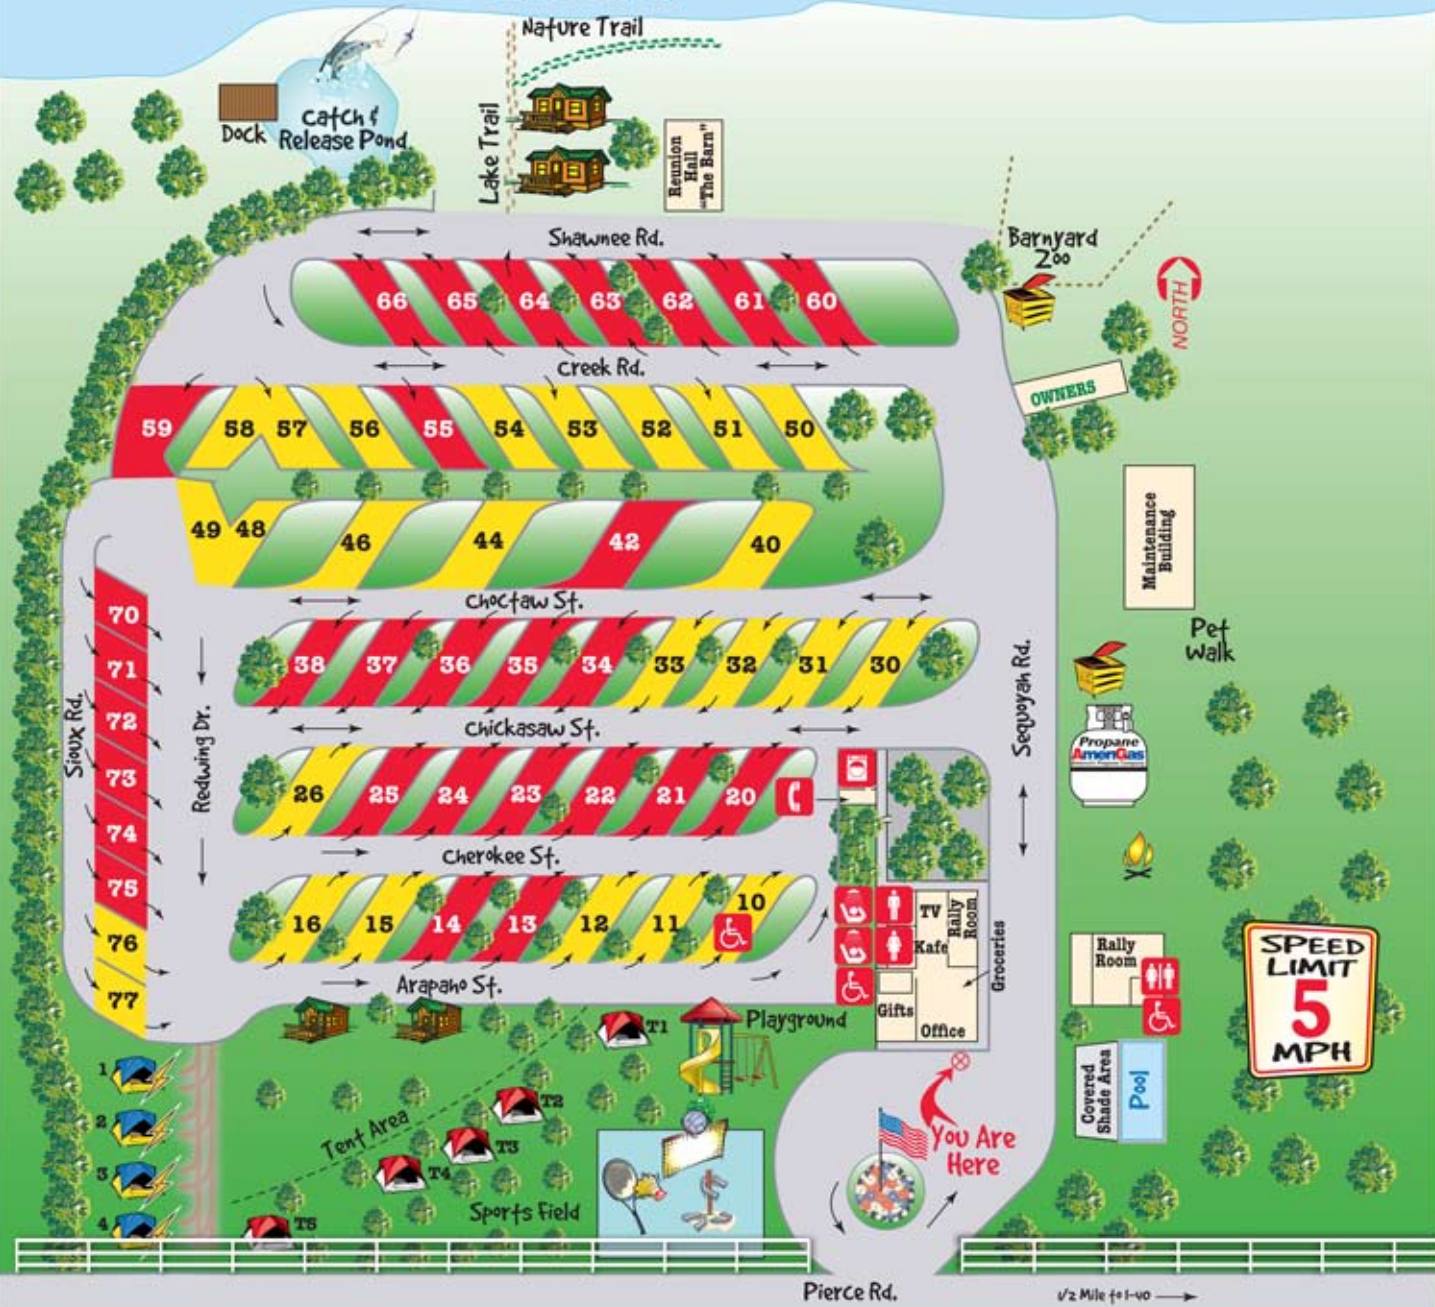 Nature Trail
Catch &
Release Pond
Dock
Lake Trail
Reunion
Hall
"The Barn"
Shawnee Rd.
Barnyard
Zoo
NORTH
66 65 64 63 62 61 60
Creek Rd.
OWNERS
59 58 57 56 55 54 53 52 51 50
49 48 46 44 42 40
Maintenance
Building
Choctaw St.
70
71
72
73
74
75
76
77
38 37 36 35 34 33 32 31 30
Pet
Walk
Sioux Rd.
Redwing Dr.
Sequoyah Rd.
Chickasaw St.
Propane
AmeriGas
26 25 24 23 22 21 20
Cherokee St.
16 15 14 13 12 11 10
TV
Kafe
Rally
Room
Groceries
Gifts
Office
Rally
Room
SPEED
LIMIT
5
MPH
Arapaho St.
Playground
T1
T2
T3
T4
T5
Tent Area
1
2
3
4
Covered
Shade Area
Pool
You Are
Here
Sports Field
Pierce Rd.
1/2 Mile to I-40